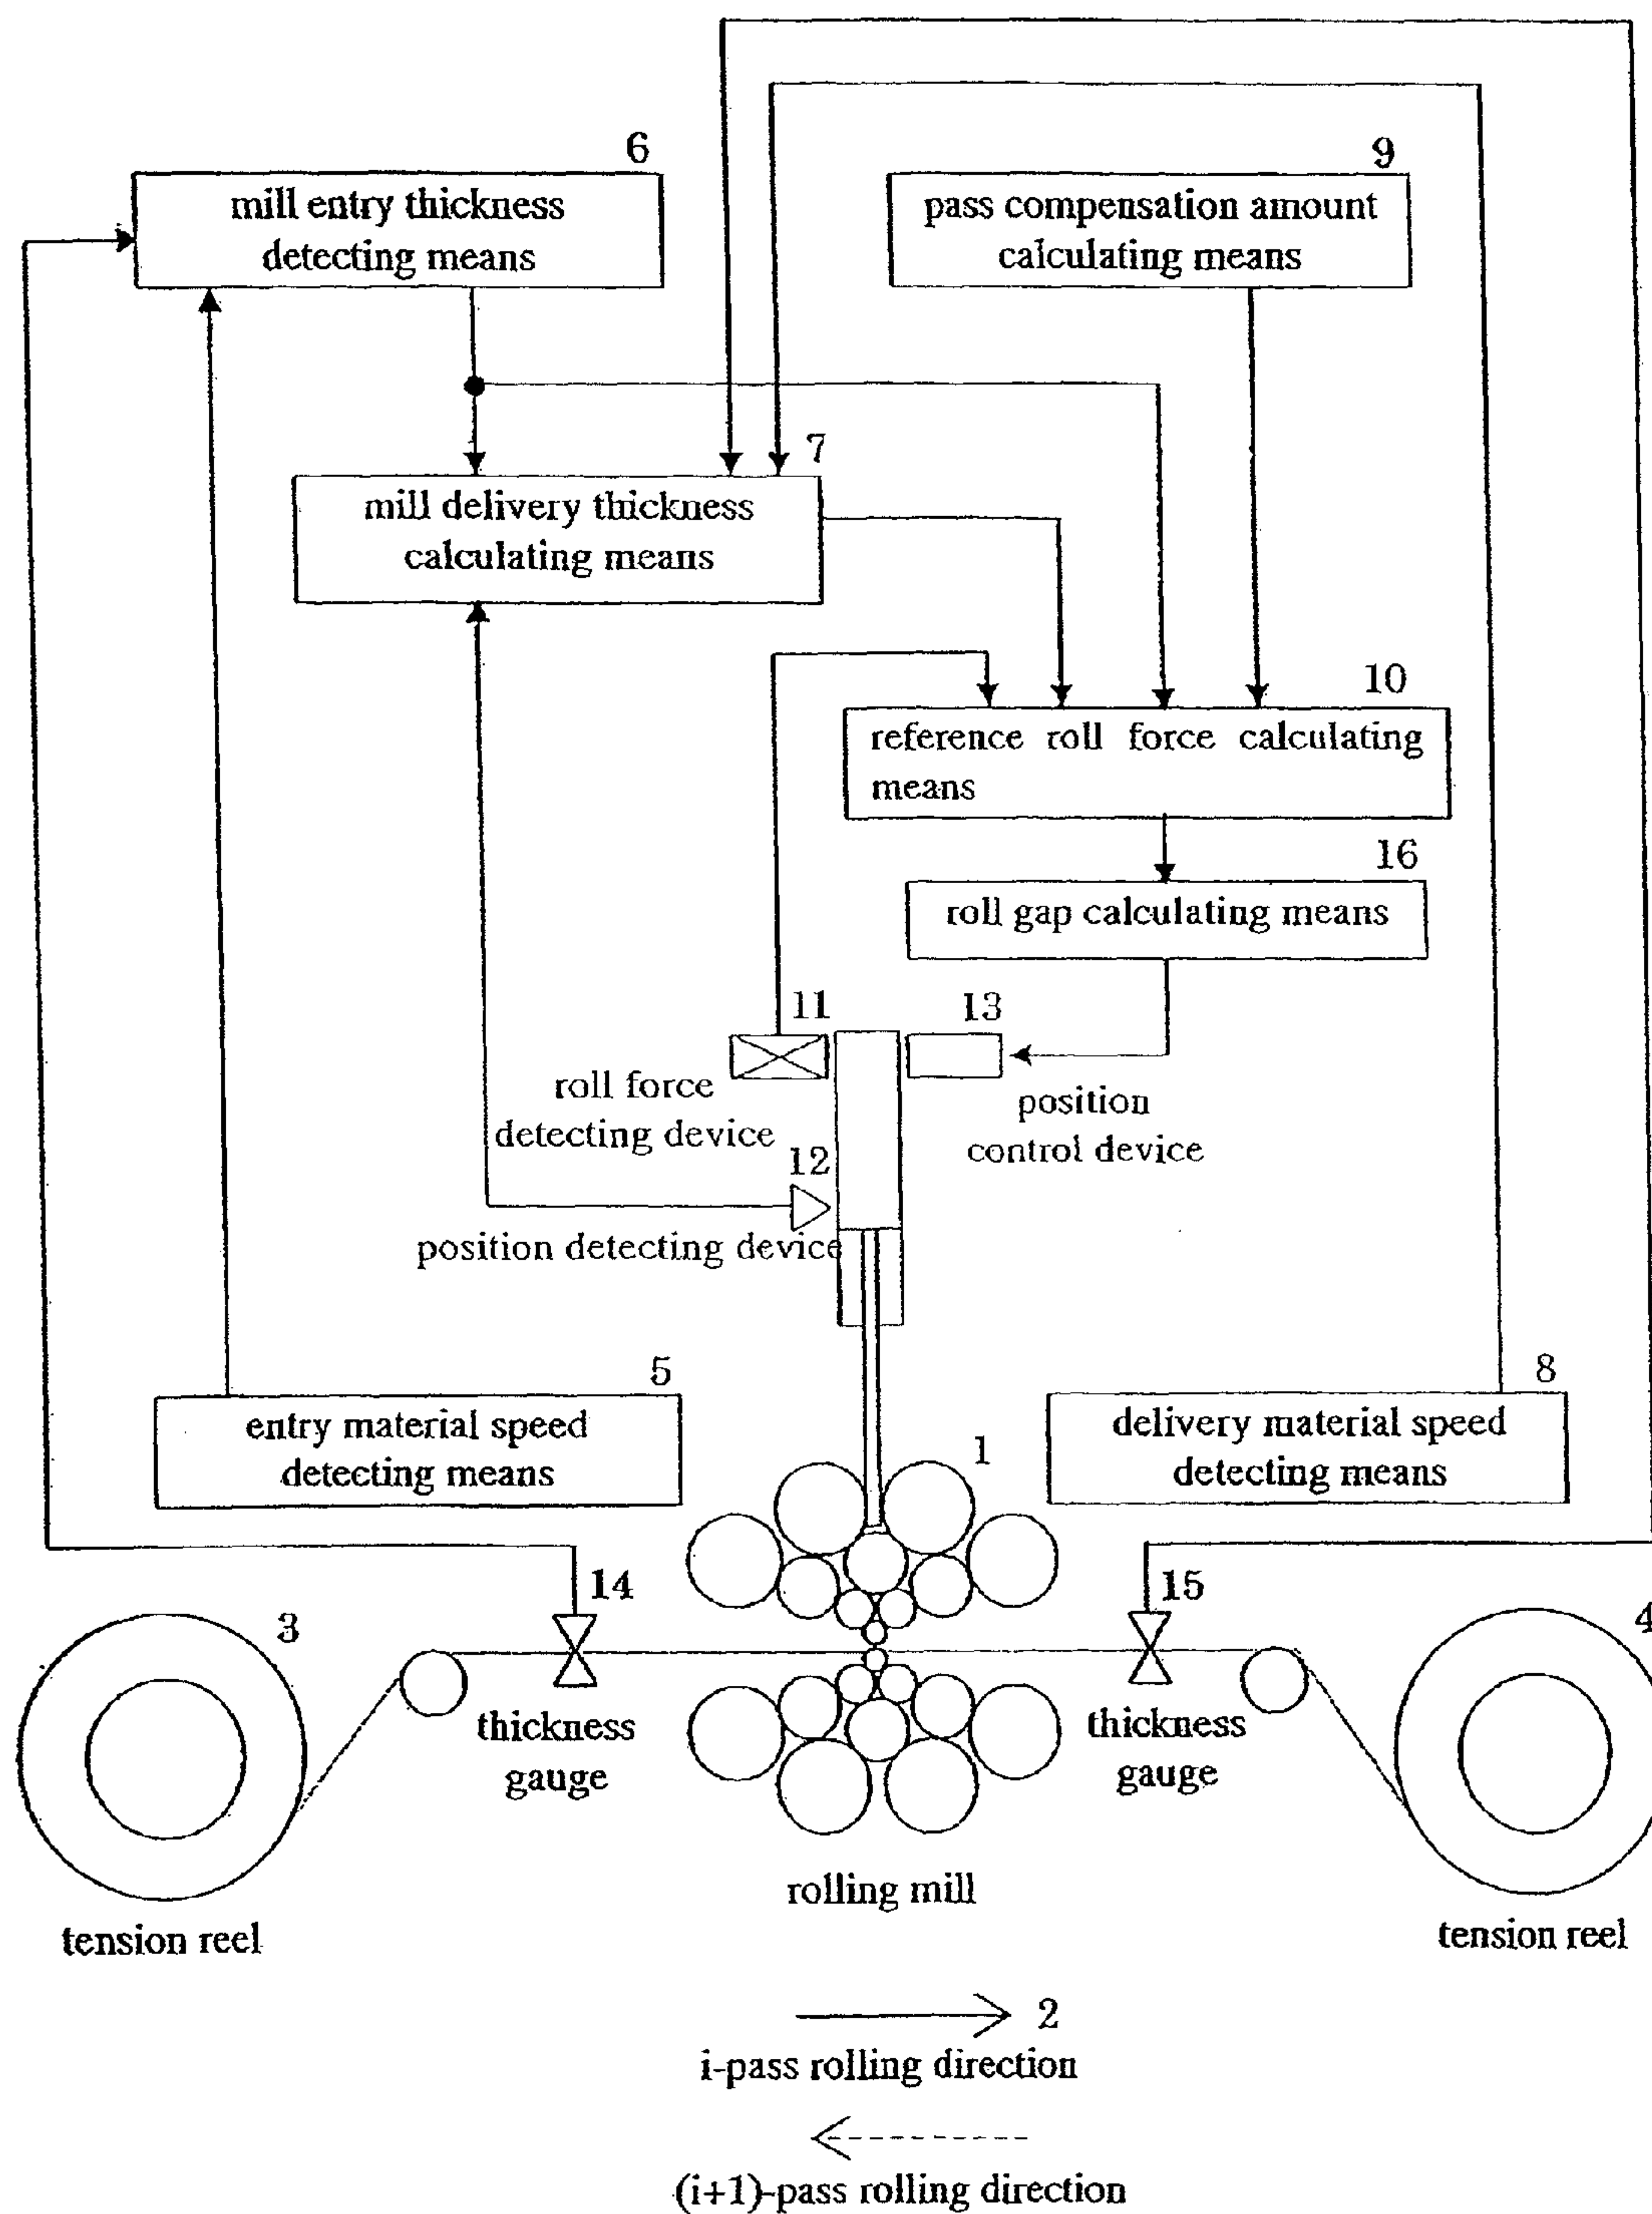 6
mill entry thickness
detecting means
9
pass compensation amount
calculating means
7
mill delivery thickness
calculating means
10
reference roll force calculating
means
16
roll gap calculating means
11
roll force
detecting device
13
position
control device
12
position detecting device
5
entry material speed
detecting means
8
delivery material speed
detecting means
1
14
thickness
gauge
15
thickness
gauge
3
tension reel
4
tension reel
rolling mill
2
i-pass rolling direction
(i+1)-pass rolling direction